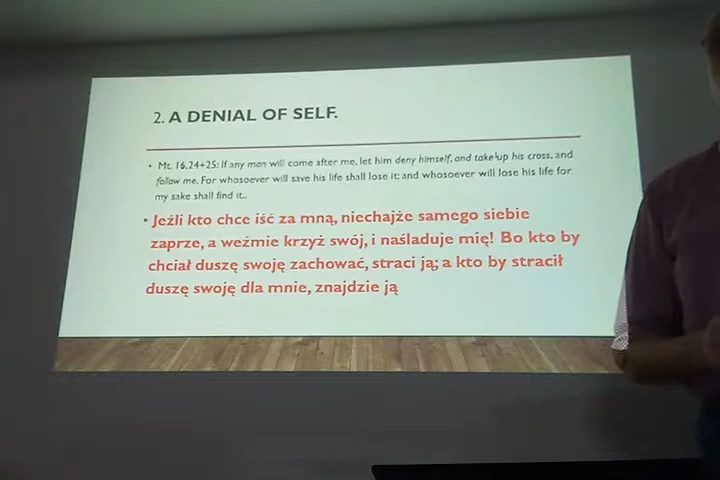 2. A DENIAL OF SELF.
• Mt. 16.24+25: If any man will come after me, let him deny himself, and take up his cross, and
follow me. For whosoever will save his life shall lose it: and whosoever will lose his life for
my sake shall find it..
• Jeźli kto chce iść za mną, niechajże samego siebie
zaprze, a weźmie krzyż swój, i naśladuje mię! Bo kto by
chciał duszę swoję zachować, straci ją; a kto by stracił
duszę swoję dla mnie, znajdzie ją